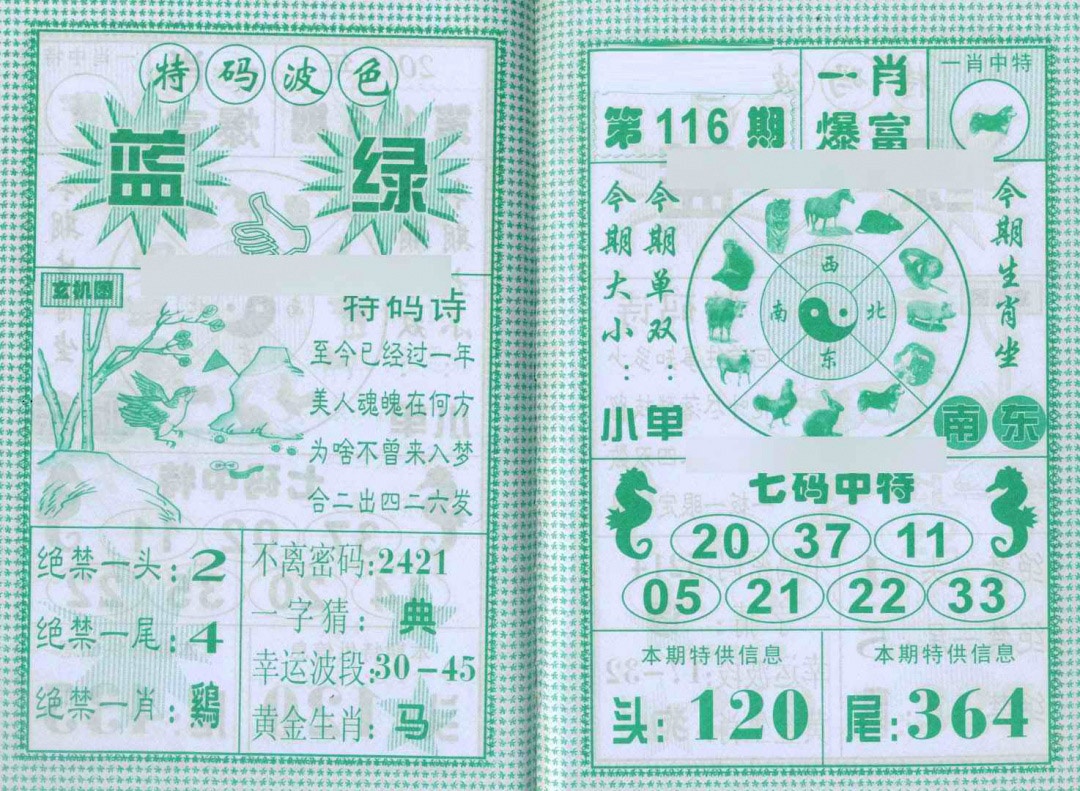 特码波色
蓝 绿
玄机图
特码诗
至今已经过一年
美人魂魄在何方
为啥不曾来入梦
合二出四二六发
绝禁一头:2
绝禁一尾:4
绝禁一肖:鷄
不离密码:2421
一字猜:典
幸运波段:30-45
黄金生肖:马
第116期
一肖
爆富
一肖中特
今期大小:小
今期单双:单
西
南 北
东
今期生肖坐
南 东
七码中特
20 37 11
05 21 22 33
本期特供信息
头:120
本期特供信息
尾:364